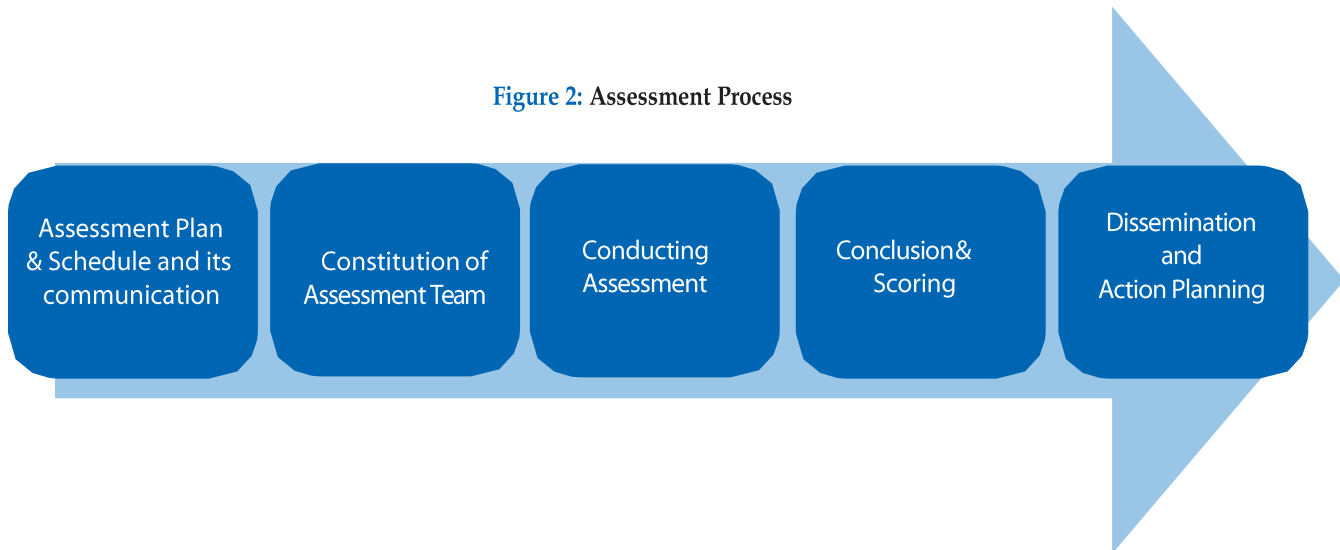 Figure 2: Assessment Process
Assessment Plan
& Schedule and its
communication
Constitution of
Assessment Team
Conducting
Assessment
Conclusion&
Scoring
Dissemination
and
Action Planning